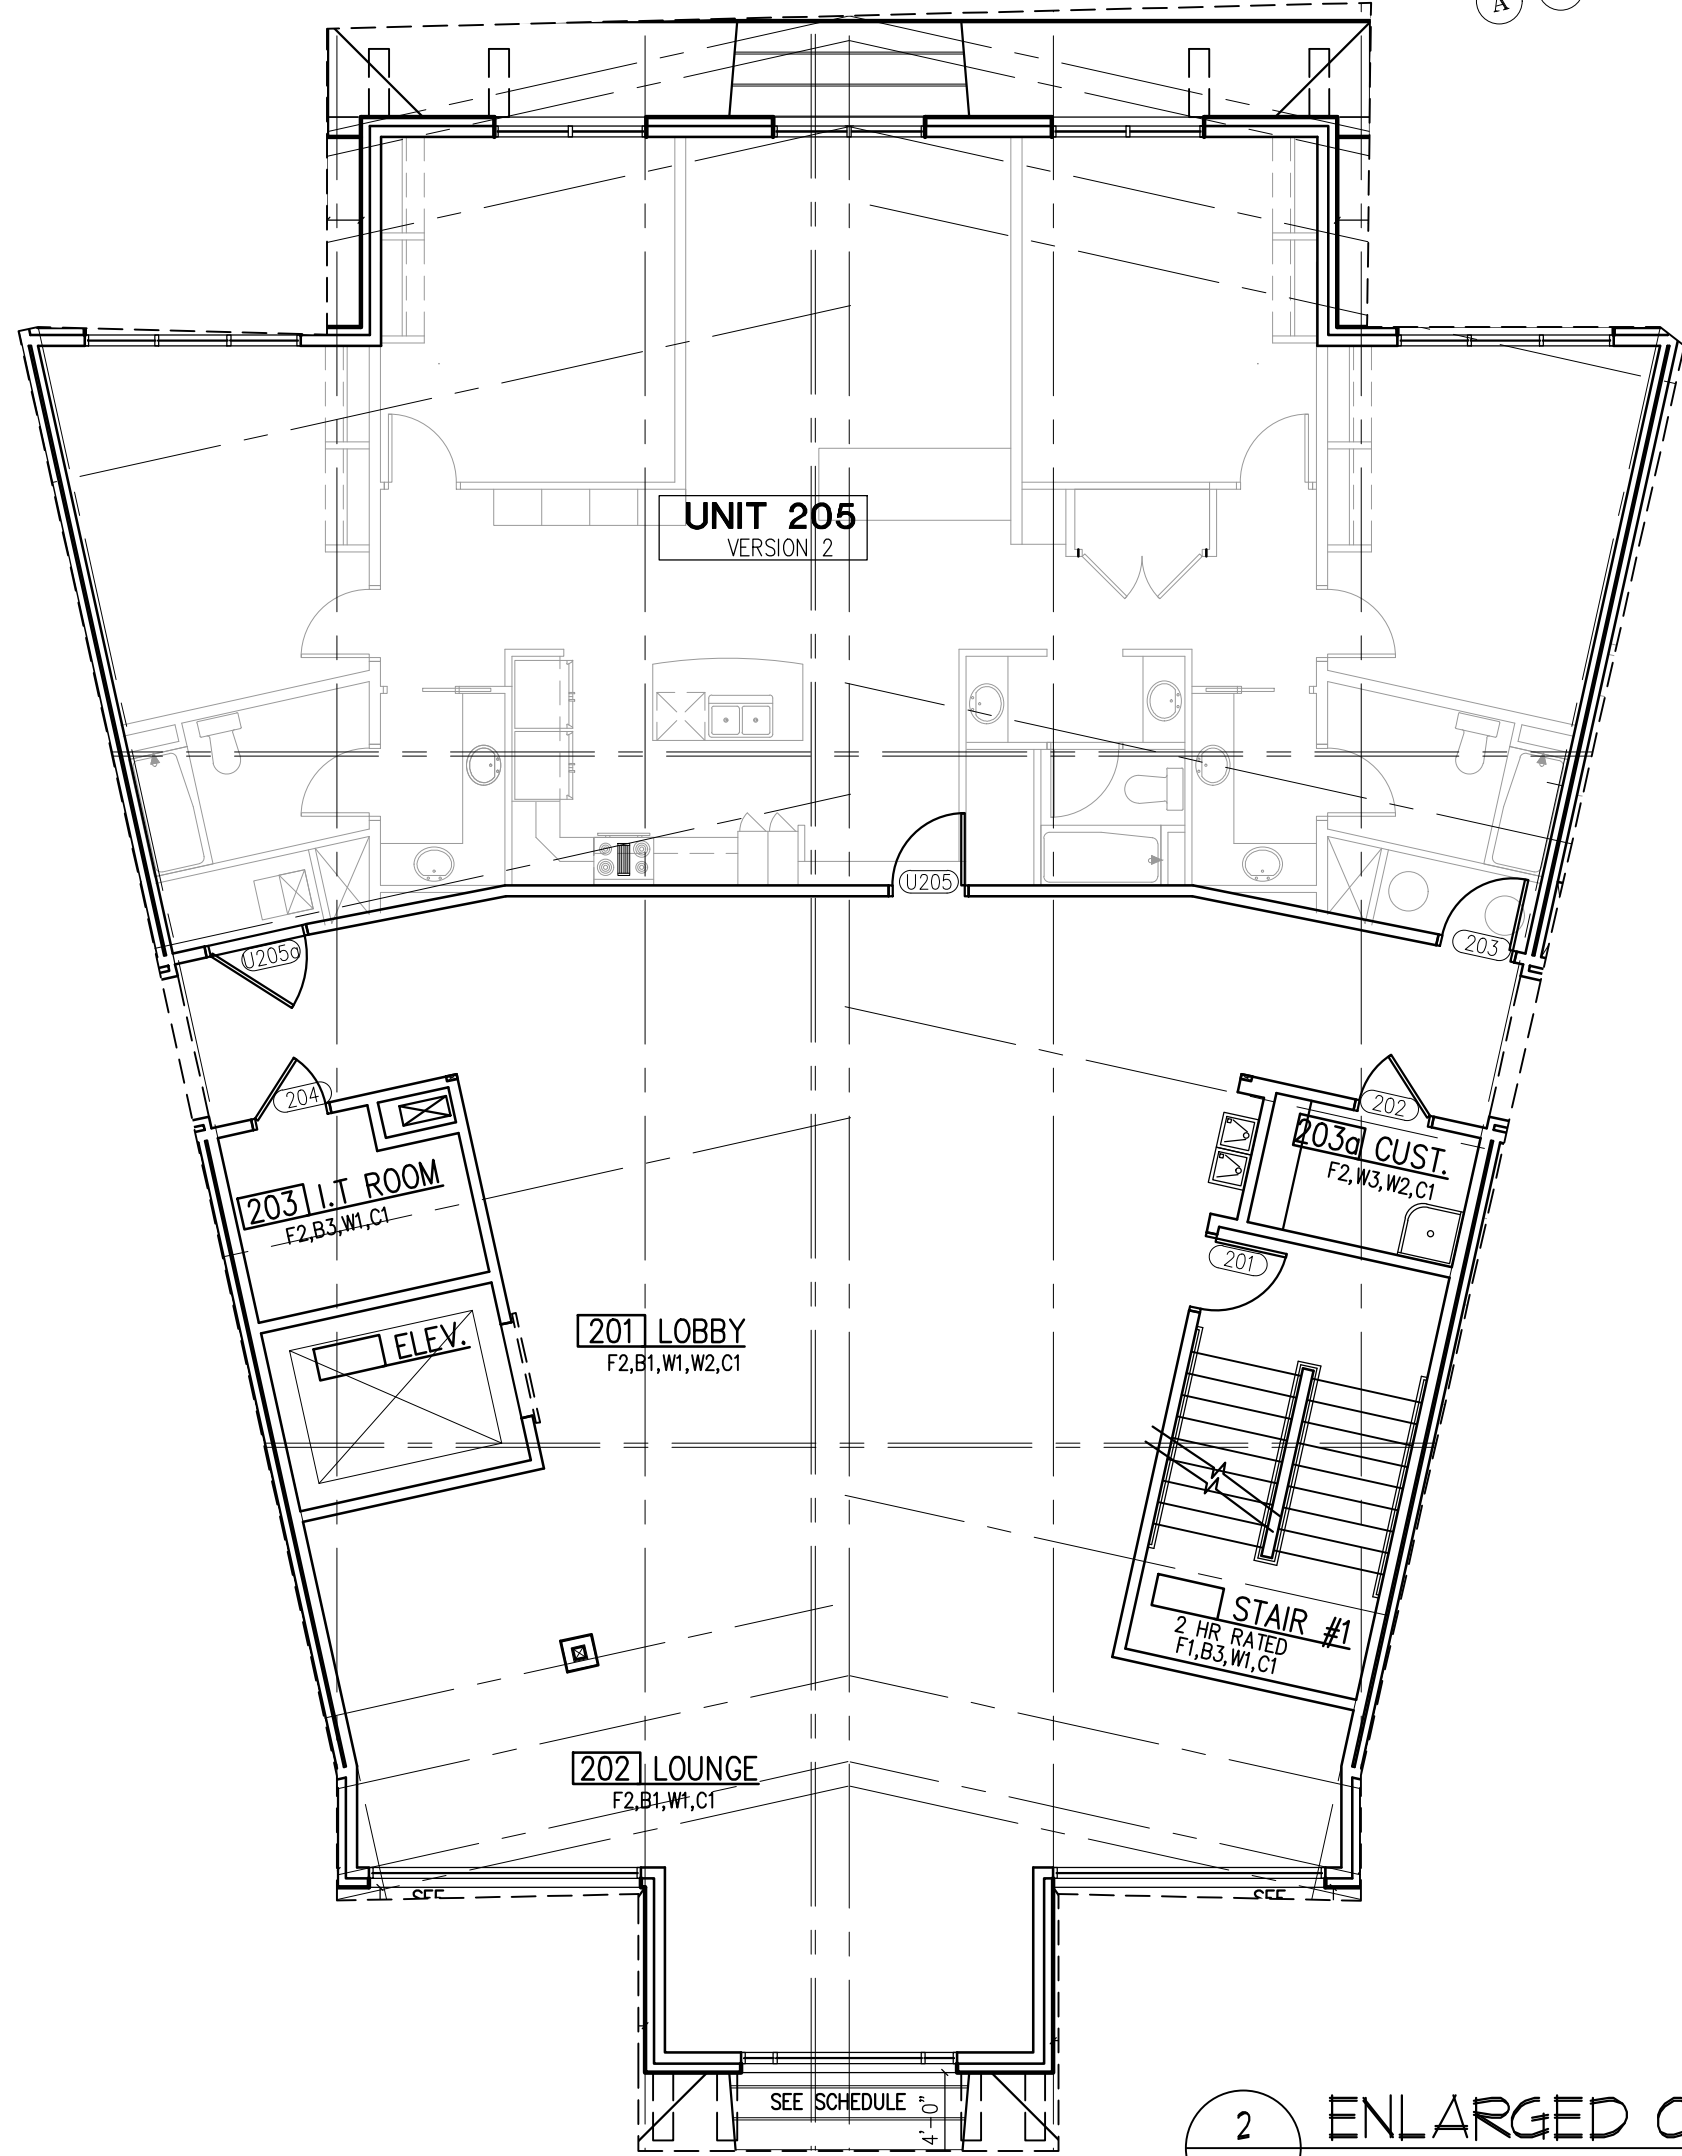 A
UNIT 205
VERSION 2
U205
203
U205a
204
202
203 I.T ROOM
F2,B3,W1,C1
203a CUST.
F2,W3,W2,C1
201
ELEV.
201 LOBBY
F2,B1,W1,W2,C1
STAIR #1
2 HR RATED
F1,B3,W1,C1
202 LOUNGE
F2,B1,W1,C1
SEE
SEE
SEE SCHEDULE
4'-0"
2
ENLARGED